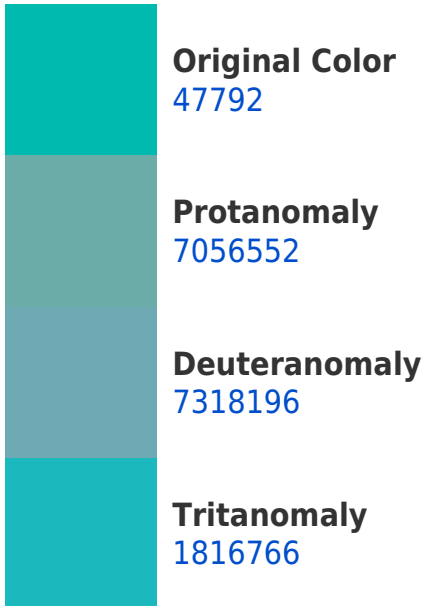 Original Color
47792
Protanomaly
7056552
Deuteranomaly
7318196
Tritanomaly
1816766